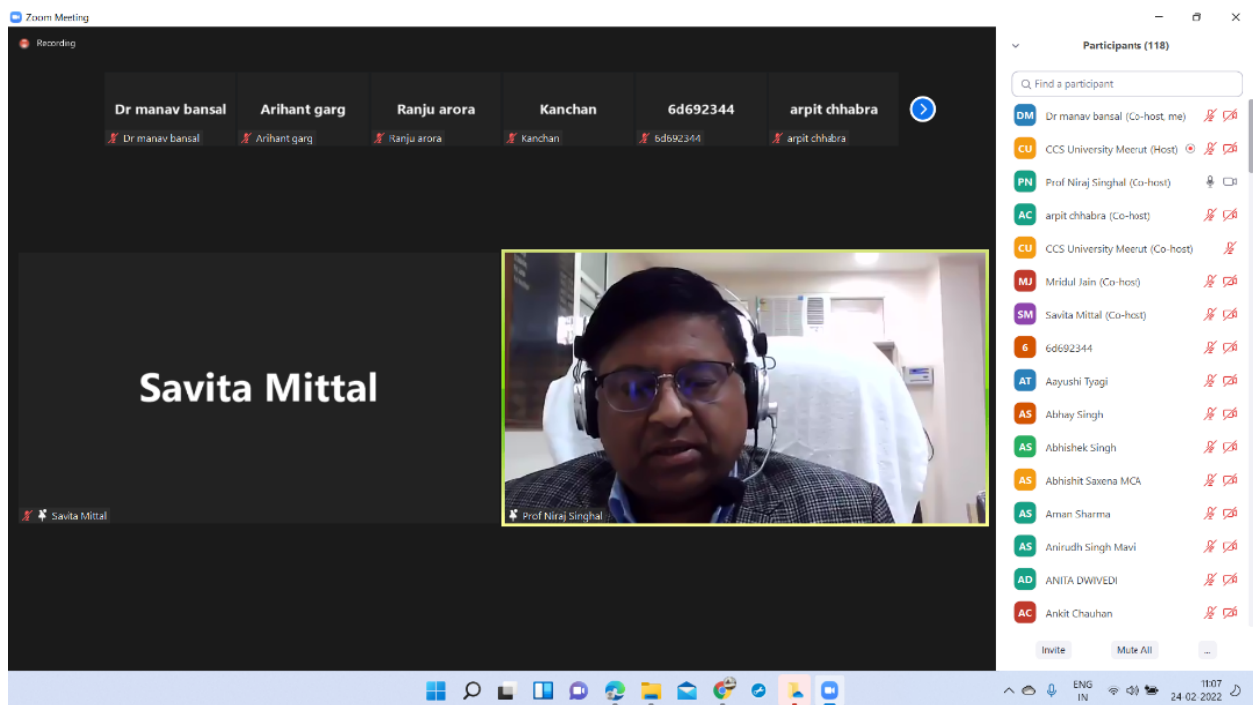 Zoom Meeting
Recording
Dr manav bansal
Arihant garg
Ranju arora
Kanchan
6d692344
arpit chhabra
Dr manav bansal
Arihant garg
Ranju arora
Kanchan
6d692344
arpit chhabra
Savita Mittal
Savita Mittal
Prof Niraj Singhal
Participants (118)
Find a participant
DM Dr manav bansal (Co-host, me)
CU CCS University Meerut (Host)
PN Prof Niraj Singhal (Co-host)
AC arpit chhabra (Co-host)
CU CCS University Meerut (Co-host)
MJ Mridul Jain (Co-host)
SM Savita Mittal (Co-host)
6 6d692344
AT Aayushi Tyagi
AS Abhay Singh
AS Abhishek Singh
AS Abhishit Saxena MCA
AS Aman Sharma
AS Anirudh Singh Mavi
AD ANITA DWIVEDI
AC Ankit Chauhan
Invite
Mute All
...
ENG
IN
11:07
24-02-2022